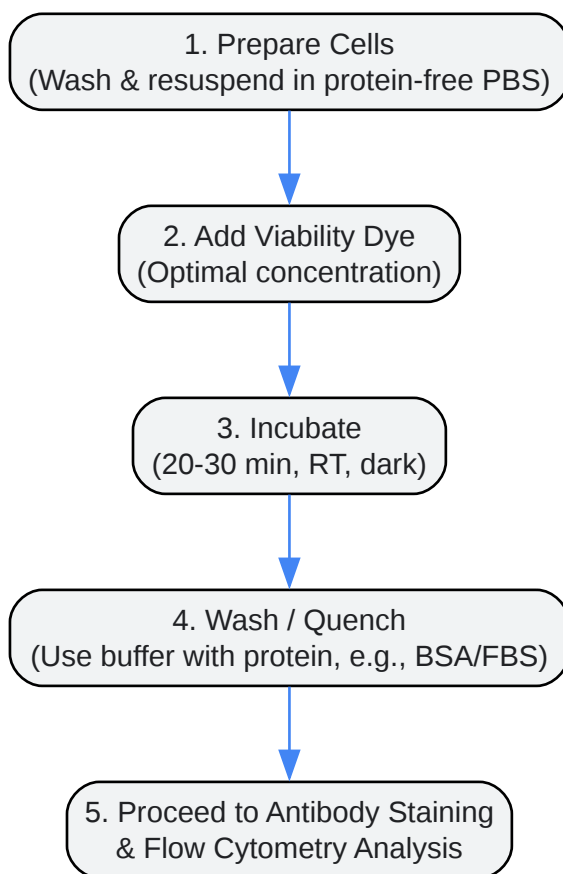 1. Prepare Cells
(Wash & resuspend in protein-free PBS)
2. Add Viability Dye
(Optimal concentration)
3. Incubate
(20-30 min, RT, dark)
4. Wash / Quench
(Use buffer with protein, e.g., BSA/FBS)
5. Proceed to Antibody Staining
& Flow Cytometry Analysis